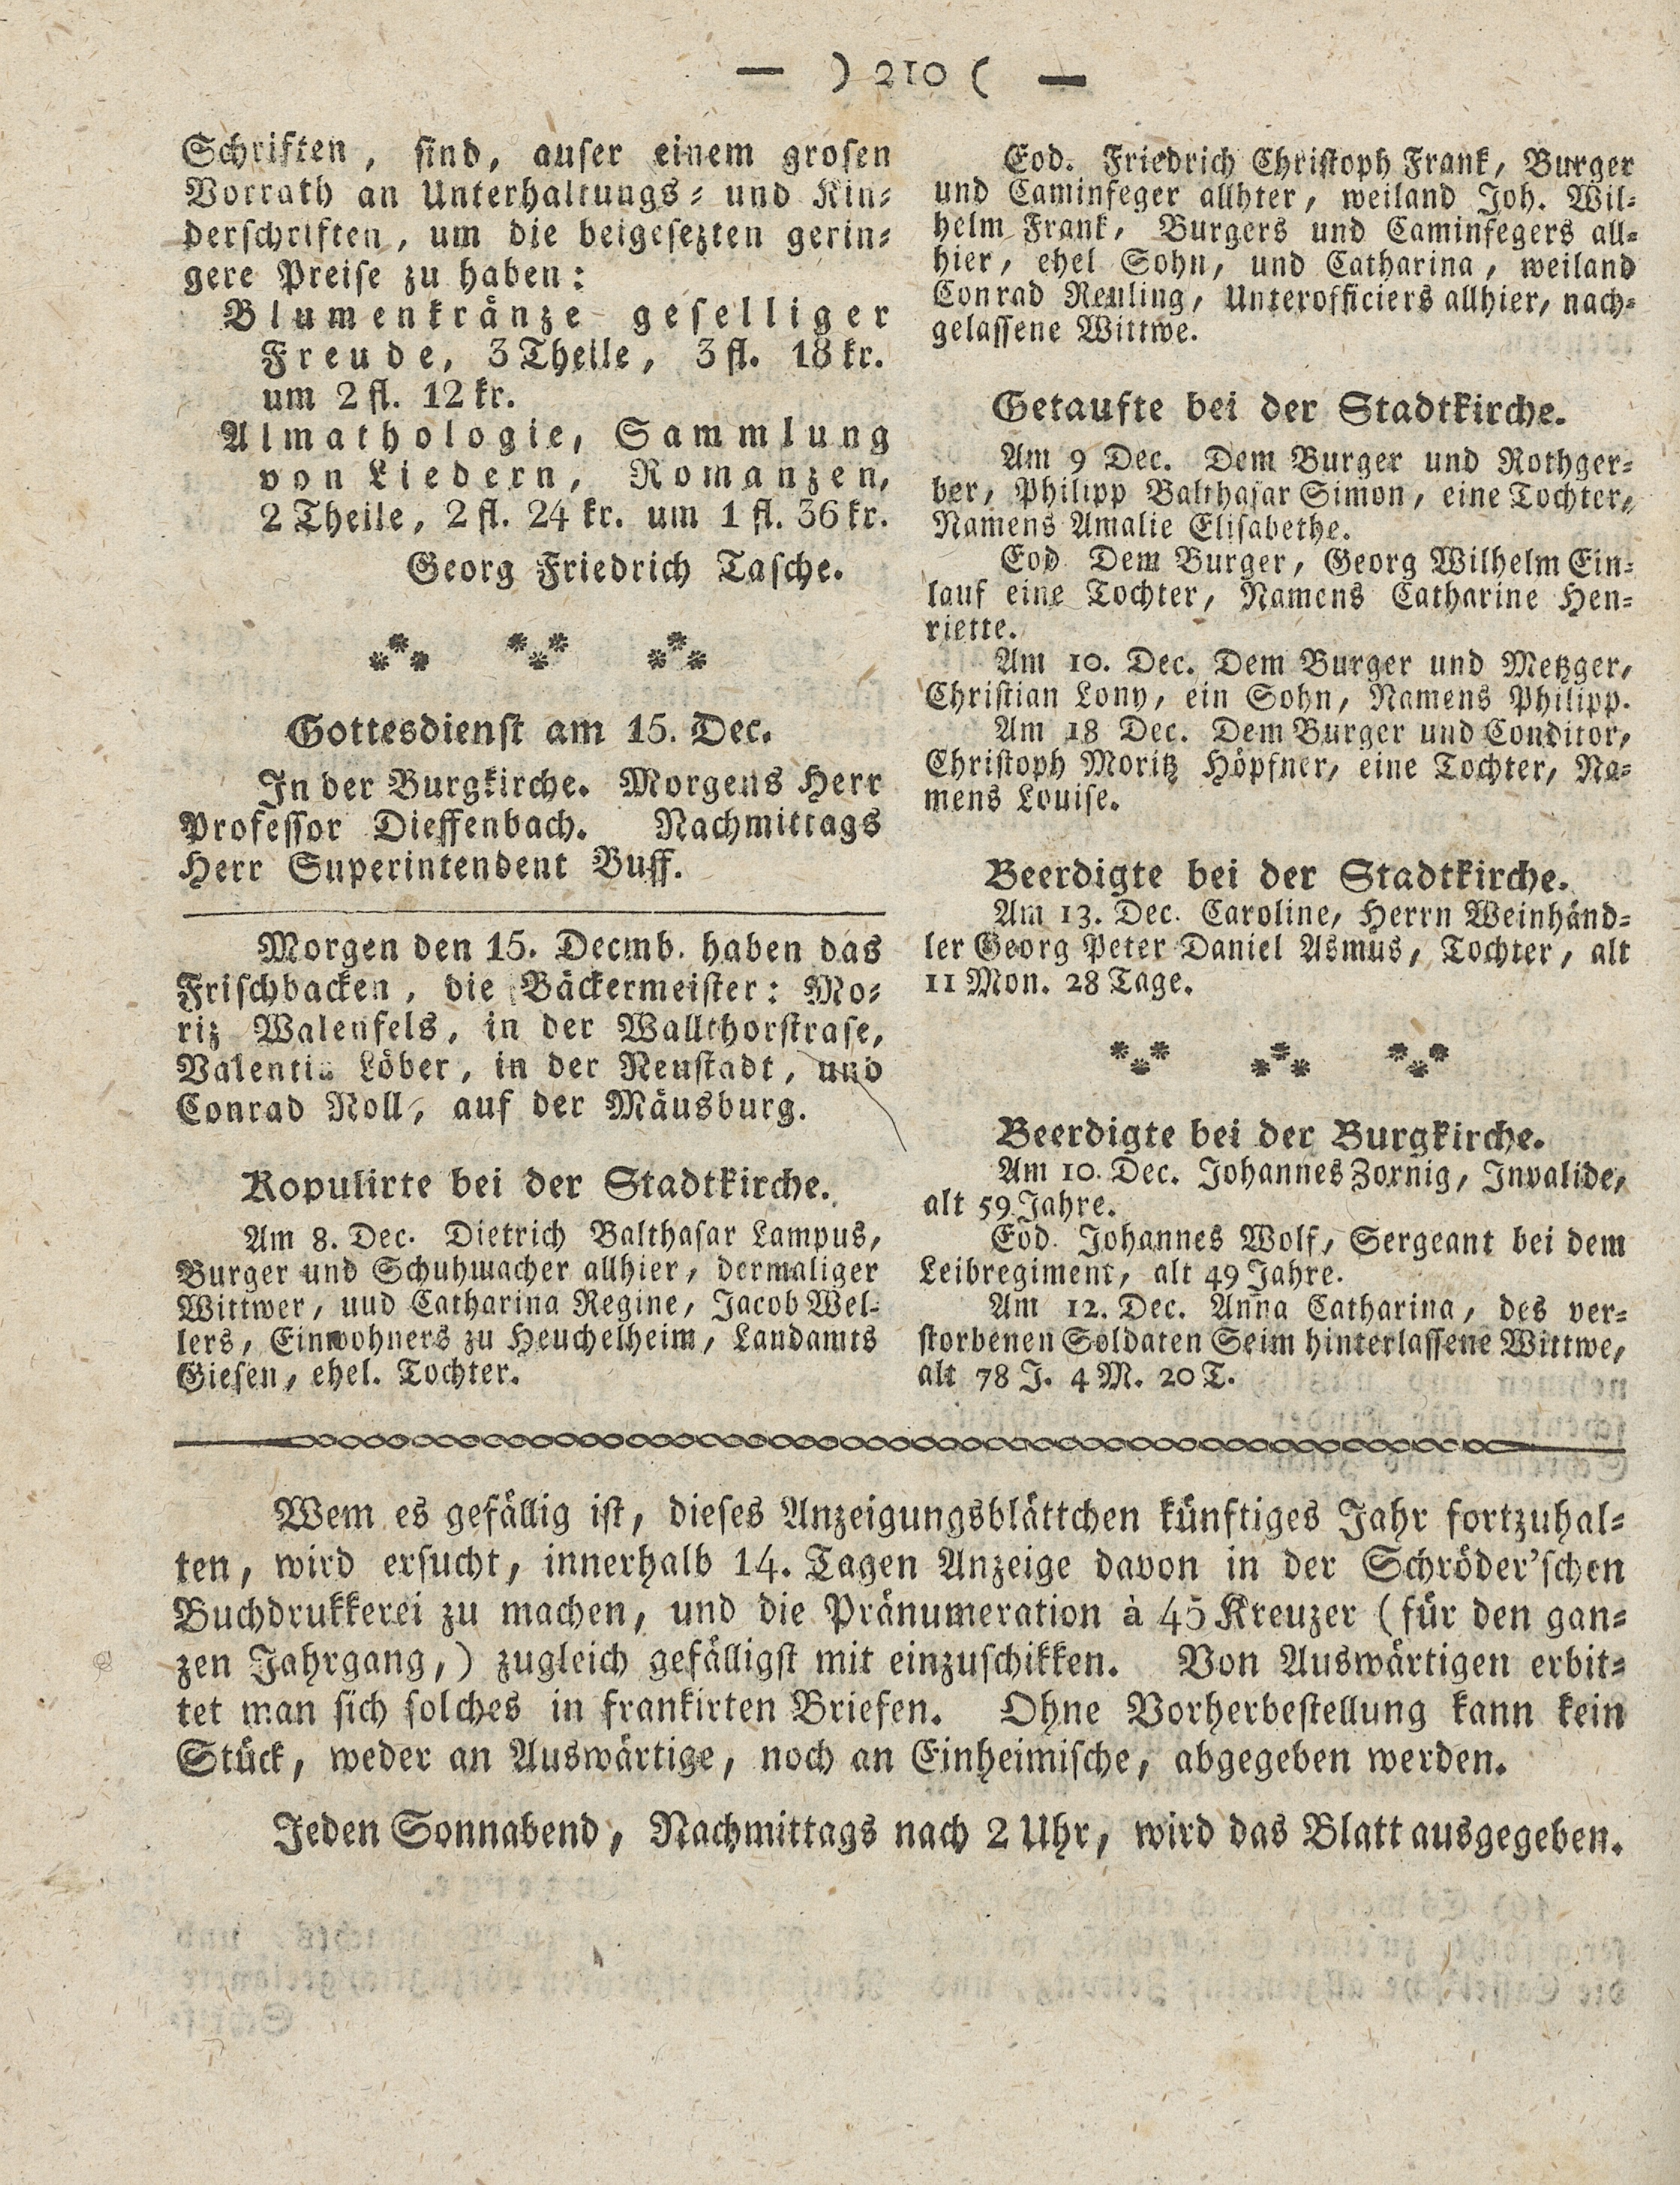 — ) 210 ( —
Schriften, sind, auser einem grosen
Vorrath an Unterhaltungs- und Kin-
derschriften, um die beigesezten gerin-
gere Preise zu haben:
Blumenkränze geselliger
Freude, 3 Theile, 3 fl. 18 kr.
um 2 fl. 12 kr.
Almathologie, Sammlung
von Liedern, Romanzen,
2 Theile, 2 fl. 24 kr. um 1 fl. 36 kr.
Georg Friedrich Tasche.
Gottesdienst am 15. Dec.
In der Burgkirche. Morgens Herr
Professor Dieffenbach. Nachmittags
Herr Superintendent Buff.
Morgen den 15. Decmb. haben das
Frischbacken, die Bäckermeister: Mo-
riz Walenfels, in der Wallthorstrase,
Valentin Löber, in der Neustadt, und
Conrad Noll, auf der Mäusburg.
Kopulirte bei der Stadtkirche.
Am 8. Dec. Dietrich Balthasar Lampus,
Burger und Schuhmacher allhier, dermaliger
Wittwer, uud Catharina Regine, Jacob Wel-
lers, Einwohners zu Heuchelheim, Landamts
Giesen, ehel. Tochter.
Eod. Friedrich Christoph Frank, Burger
und Caminfeger allhter, weiland Joh. Wil-
helm Frank, Burgers und Caminfegers all-
hier, ehel Sohn, und Catharina, weiland
Conrad Reuling, Unterofficiers allhier, nach-
gelassene Wittwe.
Getaufte bei der Stadtkirche.
Am 9 Dec. Dem Burger und Rothger-
ber, Philipp Balthasar Simon, eine Tochter,
Namens Amalie Elisabethe.
Eod Dem Burger, Georg Wilhelm Ein-
lauf eine Tochter, Namens Catharine Hen-
riette.
Am 10. Dec. Dem Burger und Metzger,
Christian Lony, ein Sohn, Namens Philipp.
Am 18 Dec. Dem Burger und Conditor,
Christoph Moritz Höpfner, eine Tochter, Na-
mens Louise.
Beerdigte bei der Stadtkirche.
Am 13. Dec. Caroline, Herrn Weinhänd-
ler Georg Peter Daniel Asmus, Tochter, alt
11 Mon. 28 Tage.
Beerdigte bei der Burgkirche.
Am 10. Dec. Johannes Zornig, Invalide,
alt 59 Jahre.
Eod. Johannes Wolf, Sergeant bei dem
Leibregiment, alt 49 Jahre.
Am 12. Dec. Anna Catharina, des ver-
storbenen Soldaten Seim hinterlassene Wittwe,
alt 78 J. 4 M. 20 T.
Wem es gefällig ist, dieses Anzeigungsblättchen künftiges Jahr fortzuhal-
ten, wird ersucht, innerhalb 14. Tagen Anzeige davon in der Schröder'schen
Buchdrukkerei zu machen, und die Pränumeration à 45 Kreuzer (für den gan-
zen Jahrgang,) zugleich gefälligst mit einzuschikken. Von Auswärtigen erbit-
tet man sich solches in frankirten Briefen. Ohne Vorherbestellung kann kein
Stück, weder an Auswärtige, noch an Einheimische, abgegeben werden.
Jeden Sonnabend, Nachmittags nach 2 Uhr, wird das Blatt ausgegeben.